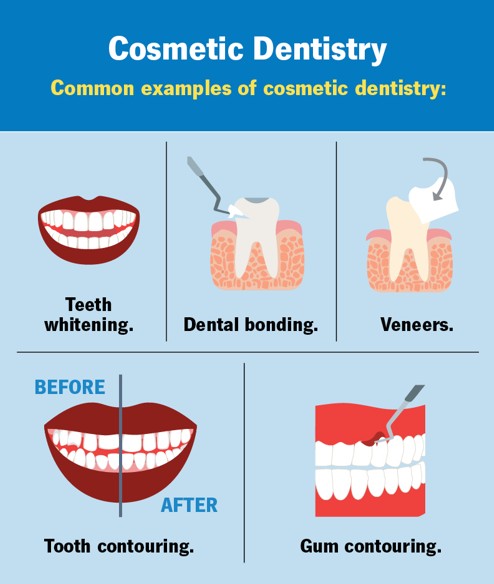 Cosmetic Dentistry
Common examples of cosmetic dentistry:
Teeth
whitening.
Dental bonding.
Veneers.
BEFORE
AFTER
Tooth contouring.
Gum contouring.